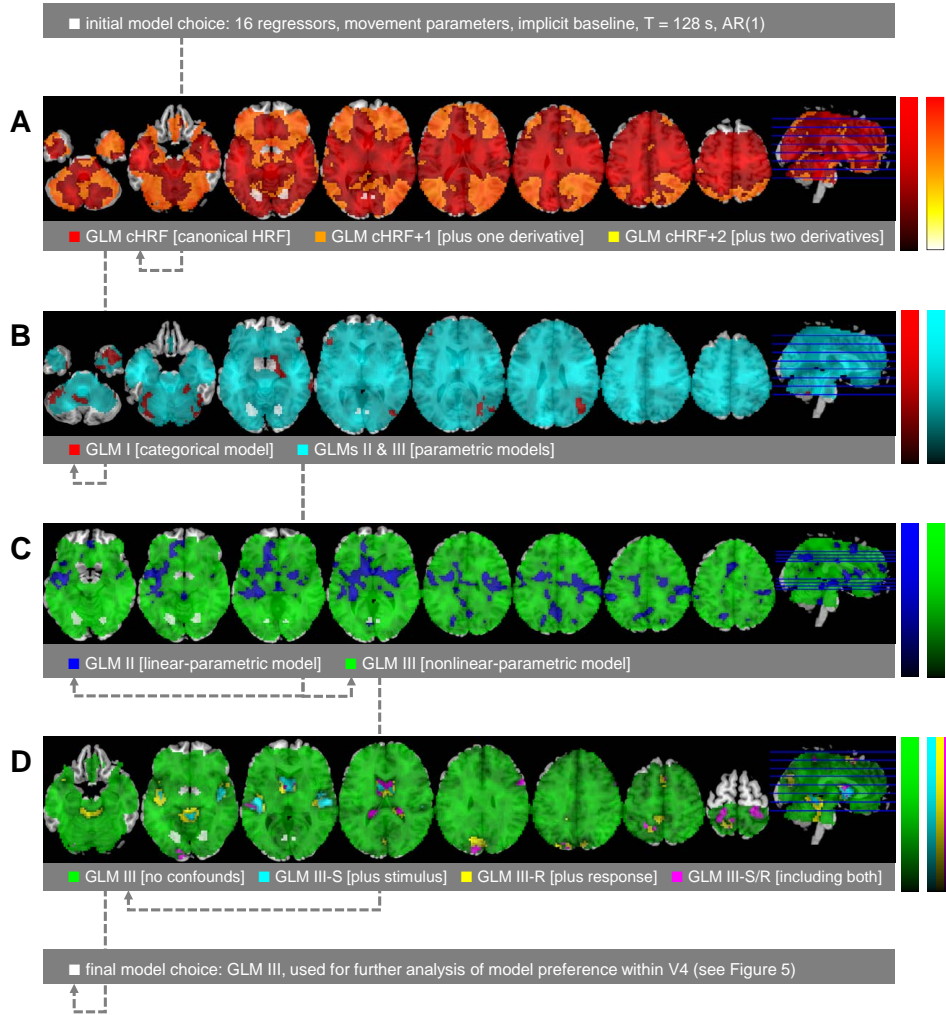 initial model choice: 16 regressors, movement parameters, implicit baseline, T = 128 s, AR(1)
A
GLM cHRF [canonical HRF] GLM cHRF+1 [plus one derivative] GLM cHRF+2 [plus two derivatives]
B
GLM I [categorical model] GLMs II & III [parametric models]
C
GLM II [linear-parametric model] GLM III [nonlinear-parametric model]
D
GLM III [no confounds] GLM III-S [plus stimulus] GLM III-R [plus response] GLM III-S/R [including both]
final model choice: GLM III, used for further analysis of model preference within V4 (see Figure 5)